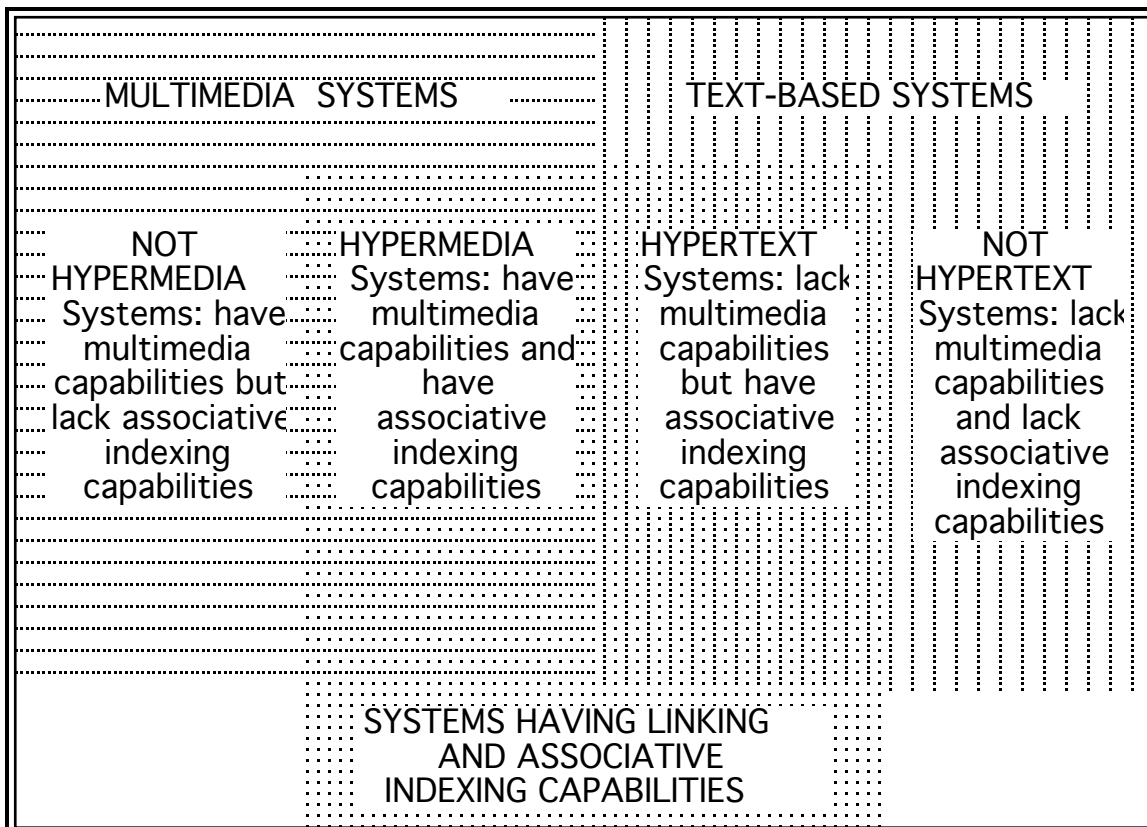 MULTIMEDIA SYSTEMS
TEXT-BASED SYSTEMS
NOT
HYPERMEDIA
Systems: have
multimedia
capabilities but
lack associative
indexing
capabilities
HYPERMEDIA
Systems: have
multimedia
capabilities and
have
associative
indexing
capabilities
HYPERTEXT
Systems: lack
multimedia
capabilities
but have
associative
indexing
capabilities
NOT
HYPERTEXT
Systems: lack
multimedia
capabilities
and lack
associative
indexing
capabilities
SYSTEMS HAVING LINKING
AND ASSOCIATIVE
INDEXING CAPABILITIES